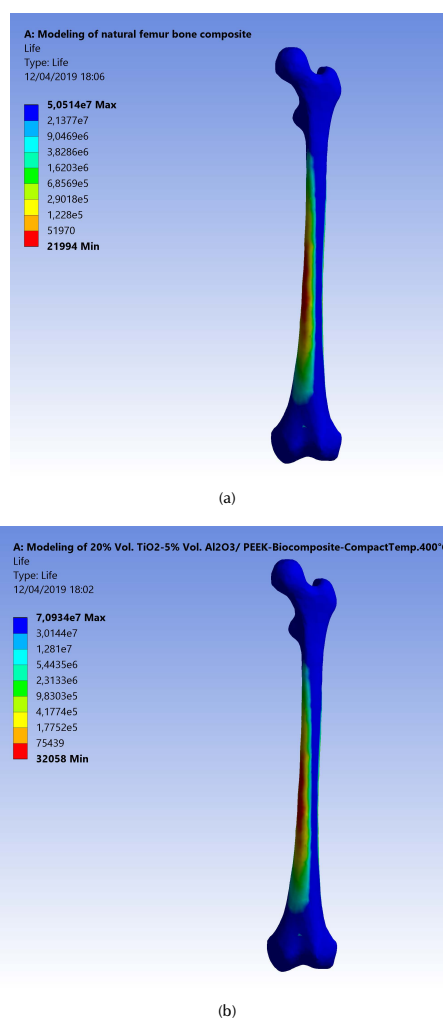 A: Modeling of natural femur bone composite
Life
Type: Life
12/04/2019 18:06
5,0514e7 Max
2,1377e7
9,0469e6
3,8286e6
1,6203e6
6,8569e5
2,9018e5
1,228e5
51970
21994 Min
(a)
A: Modeling of 20% Vol. TiO2-5% Vol. Al2O3/ PEEK-Biocomposite-CompactTemp.400°
Life
Type: Life
12/04/2019 18:02
7,0934e7 Max
3,0144e7
1,281e7
5,4435e6
2,3133e6
9,8303e5
4,1774e5
1,7752e5
75439
32058 Min
(b)